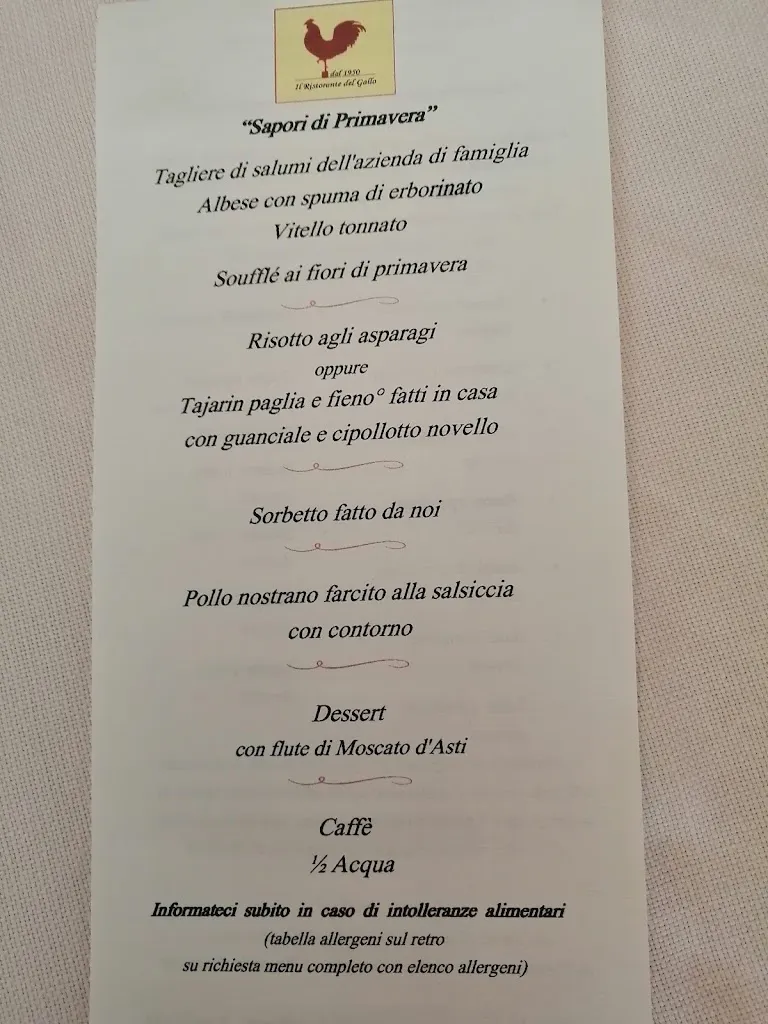 dal 1950
Il Ristorante del Gallo
“Sapori di Primavera”
Tagliere di salumi dell'azienda di famiglia
Albese con spuma di erborinato
Vitello tonnato
Soufflé ai fiori di primavera
Risotto agli asparagi
oppure
Tajarin paglia e fieno° fatti in casa
con guanciale e cipollotto novello
Sorbetto fatto da noi
Pollo nostrano farcito alla salsiccia
con contorno
Dessert
con flute di Moscato d'Asti
Caffè
½ Acqua
Informateci subito in caso di intolleranze alimentari
(tabella allergeni sul retro
su richiesta menu completo con elenco allergeni)